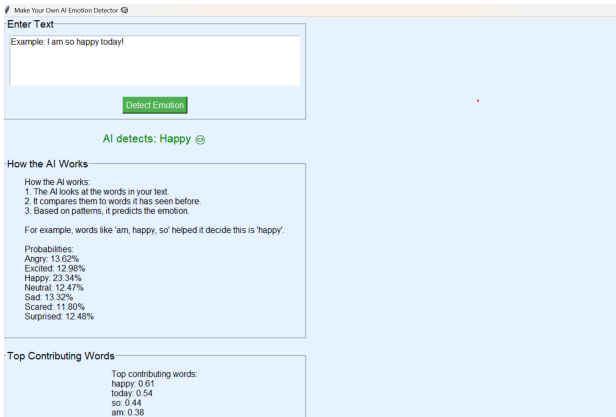 Make Your Own AI Emotion Detector
Enter Text
Example: I am so happy today!
Detect Emotion
AI detects: Happy
How the AI Works
How the AI works:
1. The AI looks at the words in your text.
2. It compares them to words it has seen before.
3. Based on patterns, it predicts the emotion.
For example, words like 'am, happy, so' helped it decide this is 'happy'.
Probabilities:
Angry: 13.62%
Excited: 12.98%
Happy: 23.34%
Neutral: 12.47%
Sad: 13.32%
Scared: 11.80%
Surprised: 12.48%
Top Contributing Words
Top contributing words:
happy: 0.61
today: 0.54
so: 0.44
am: 0.38